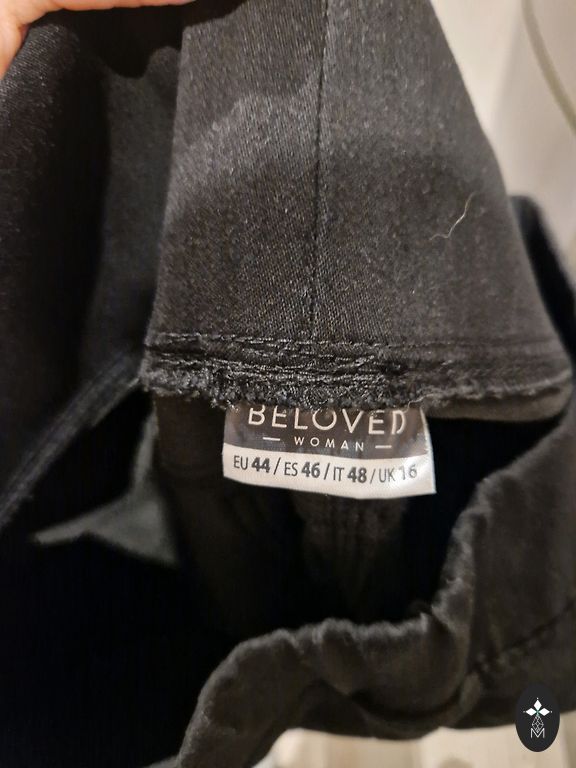 BELOVED
— WOMAN —
EU 44 / ES 46 / IT 48 / UK 16